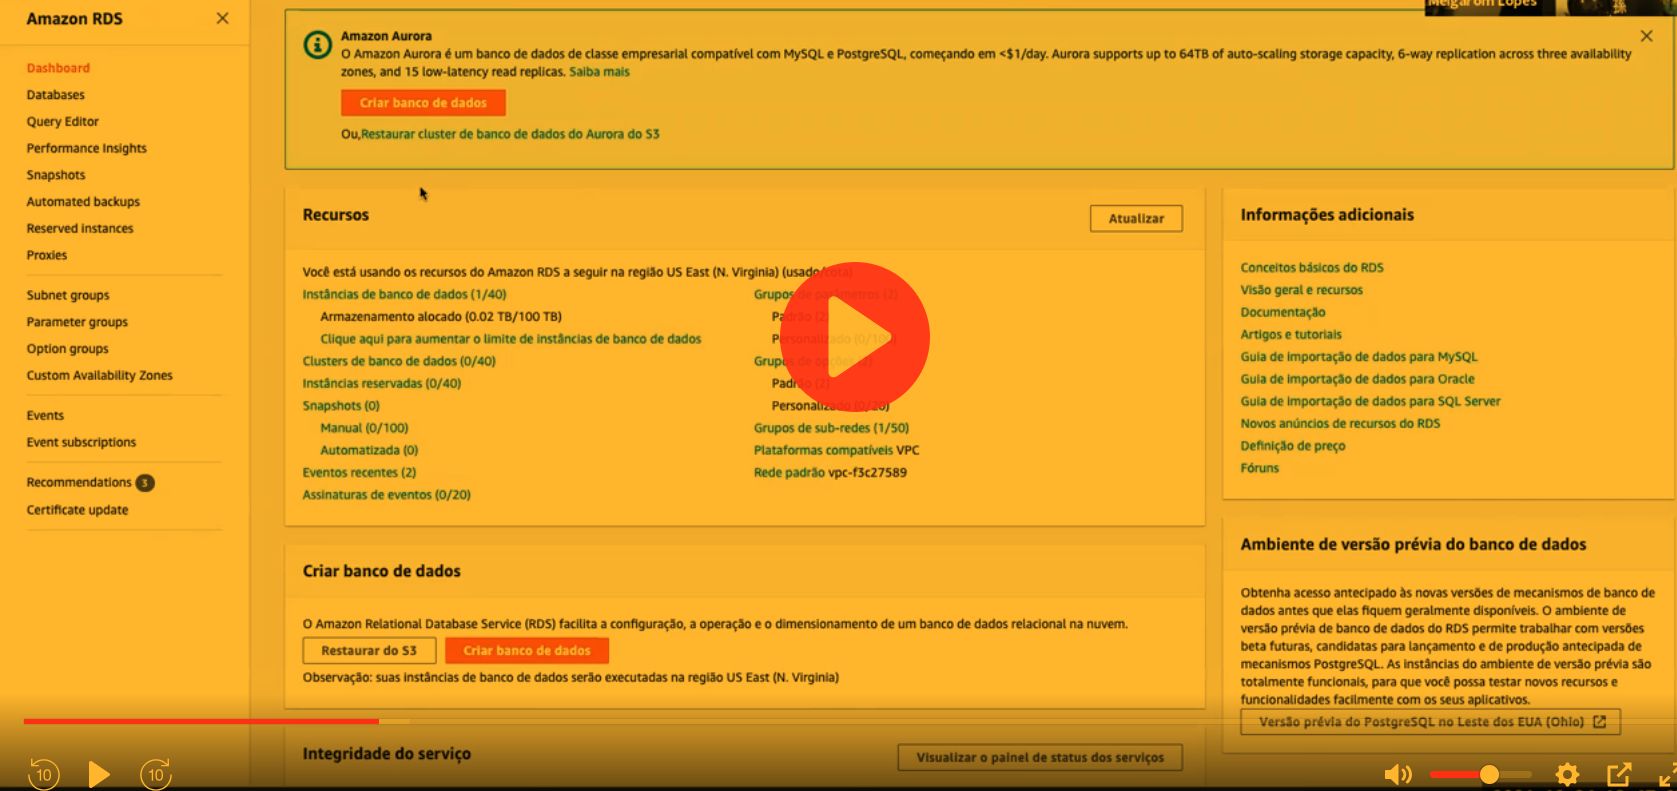 Melgarom Lopes
Amazon RDS
Dashboard
Databases
Query Editor
Performance Insights
Snapshots
Automated backups
Reserved instances
Proxies
Subnet groups
Parameter groups
Option groups
Custom Availability Zones
Events
Event subscriptions
Recommendations 3
Certificate update
Amazon Aurora
O Amazon Aurora é um banco de dados de classe empresarial compatível com MySQL e PostgreSQL, começando em <$1/day. Aurora supports up to 64TB of auto-scaling storage capacity, 6-way replication across three availability
zones, and 15 low-latency read replicas. Saiba mais
Criar banco de dados
Ou,Restaurar cluster de banco de dados do Aurora do S3
Recursos
Atualizar
Você está usando os recursos do Amazon RDS a seguir na região US East (N. Virginia) (usado/cota)
Instâncias de banco de dados (1/40)
Armazenamento alocado (0.02 TB/100 TB)
Clique aqui para aumentar o limite de instâncias de banco de dados
Clusters de banco de dados (0/40)
Instâncias reservadas (0/40)
Snapshots (0)
Manual (0/100)
Automatizada (0)
Eventos recentes (2)
Assinaturas de eventos (0/20)
Grupos de parâmetros (2)
Padrão (2)
Personalizado (0/100)
Grupos de opções
Padrão (2)
Personalizado (0/20)
Grupos de sub-redes (1/50)
Plataformas compatíveis VPC
Rede padrão vpc-f3c27589
Criar banco de dados
O Amazon Relational Database Service (RDS) facilita a configuração, a operação e o dimensionamento de um banco de dados relacional na nuvem.
Restaurar do S3 Criar banco de dados
Observação: suas instâncias de banco de dados serão executadas na região US East (N. Virginia)
Integridade do serviço
Visualizar o painel de status dos serviços
Informações adicionais
Conceitos básicos do RDS
Visão geral e recursos
Documentação
Artigos e tutoriais
Guia de importação de dados para MySQL
Guia de importação de dados para Oracle
Guia de importação de dados para SQL Server
Novos anúncios de recursos do RDS
Definição de preço
Fóruns
Ambiente de versão prévia do banco de dados
Obtenha acesso antecipado às novas versões de mecanismos de banco de
dados antes que elas fiquem geralmente disponíveis. O ambiente de
versão prévia de banco de dados do RDS permite trabalhar com versões
beta futuras, candidatas para lançamento e de produção antecipada de
mecanismos PostgreSQL. As instâncias do ambiente de versão prévia são
totalmente funcionais, para que você possa testar novos recursos e
funcionalidades facilmente com os seus aplicativos.
Versão prévia do PostgreSQL no Leste dos EUA (Ohio)
10
10